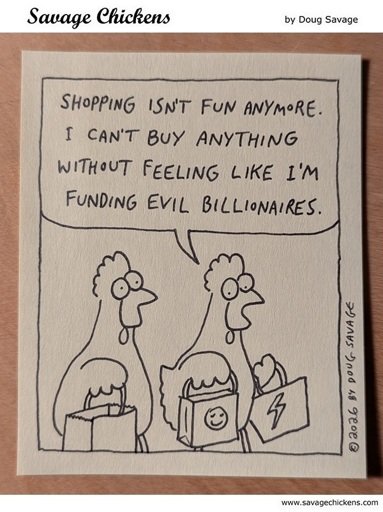 Savage Chickens
by Doug Savage
SHOPPING ISN'T FUN ANYMORE.
I CAN'T BUY ANYTHING
WITHOUT FEELING LIKE I'M
FUNDING EVIL BILLIONAIRES.
©2026 BY DOUG SAVAGE
www.savagechickens.com